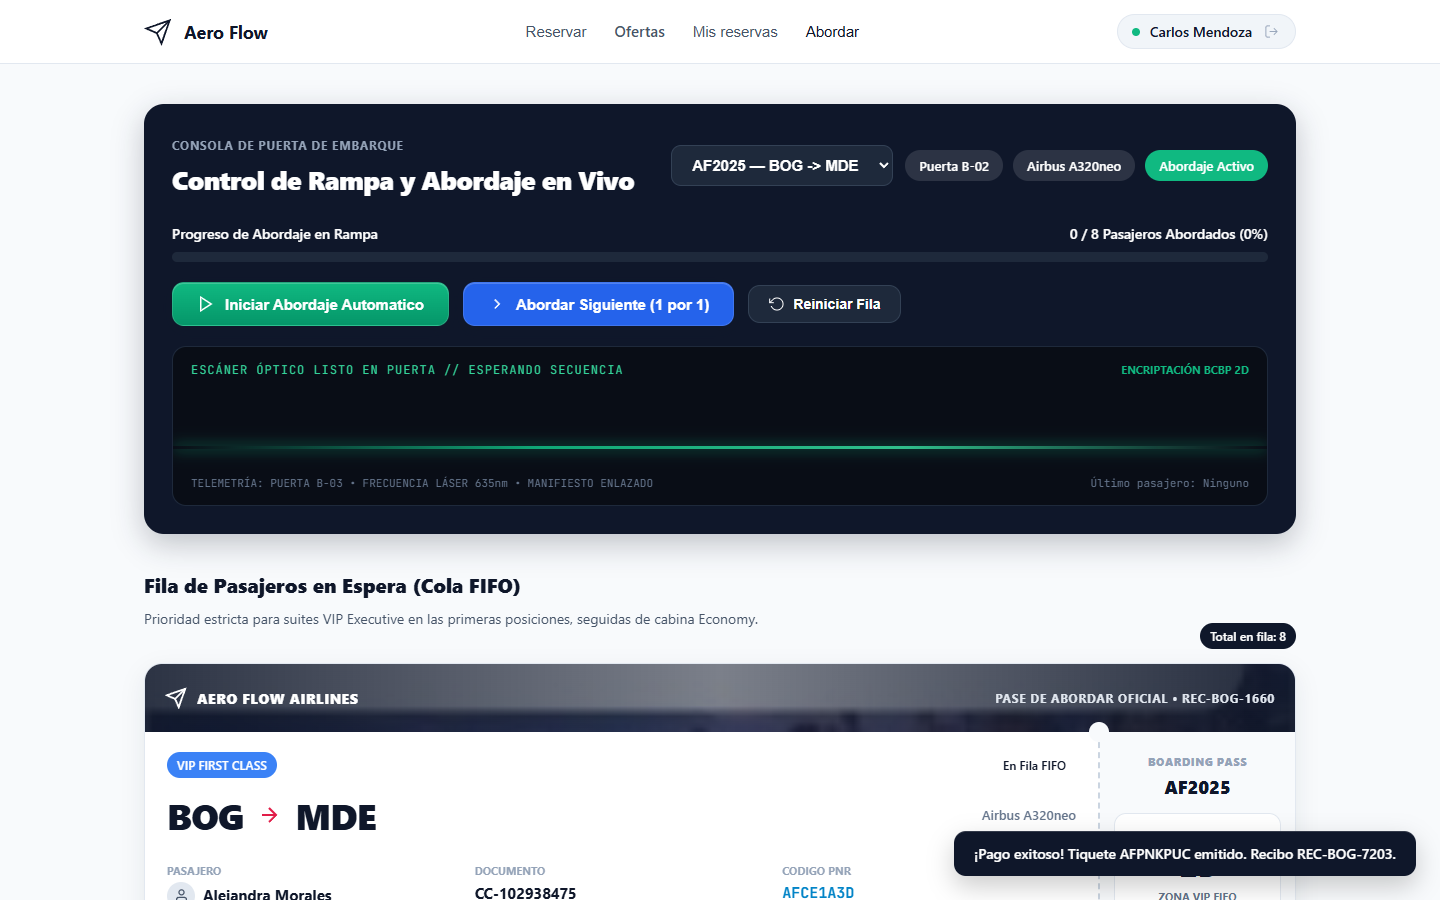 Aero Flow
Reservar Ofertas Mis reservas Abordar
Carlos Mendoza
CONSOLA DE PUERTA DE EMBARQUE
Control de Rampa y Abordaje en Vivo
AF2025 — BOG -> MDE
Puerta B-02
Airbus A320neo
Abordaje Activo
Progreso de Abordaje en Rampa
0 / 8 Pasajeros Abordados (0%)
Iniciar Abordaje Automatico
Abordar Siguiente (1 por 1)
Reiniciar Fila
ESCÁNER ÓPTICO LISTO EN PUERTA // ESPERANDO SECUENCIA
ENCRIPTACIÓN BCBP 2D
TELEMETRÍA: PUERTA B-03 • FRECUENCIA LÁSER 635nm • MANIFIESTO ENLAZADO
Último pasajero: Ninguno
Fila de Pasajeros en Espera (Cola FIFO)
Prioridad estricta para suites VIP Executive en las primeras posiciones, seguidas de cabina Economy.
Total en fila: 8
AERO FLOW AIRLINES
PASE DE ABORDAR OFICIAL • REC-BOG-1660
VIP FIRST CLASS
En Fila FIFO
BOG → MDE
Airbus A320neo
PASAJERO
Alejandra Morales
DOCUMENTO
CC-102938475
CODIGO PNR
AFCE1A3D
BOARDING PASS
AF2025
¡Pago exitoso! Tiquete AFPNKPUC emitido. Recibo REC-BOG-7203.
ZONA VIP FIFO